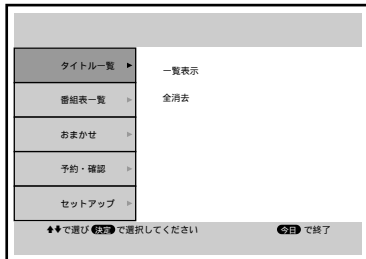 タイトル一覧 ▶
一覧表示
番組表一覧 ▶
全消去
おまかせ ▶
予約・確認 ▶
セットアップ ▶
▲▼で選び 決定 で選択してください
今日 で終了